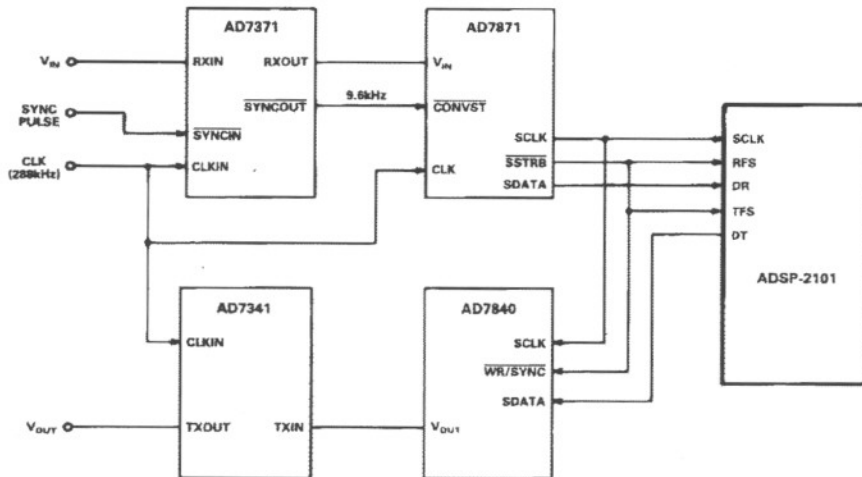 AD7371
AD7871
V_IN
RXIN
RXOUT
V_IN
SYNC
PULSE
SYNCOUT
9.6kHz
CONVST
SYNCIN
SCLK
SCLK
CLK
(288kHz)
CLKIN
CLK
SSTRB
RFS
SDATA
DR
TFS
DT
ADSP-2101
AD7341
AD7840
CLKIN
SCLK
WR/SYNC
SDATA
V_OUT
TXOUT
TXIN
V_OUT